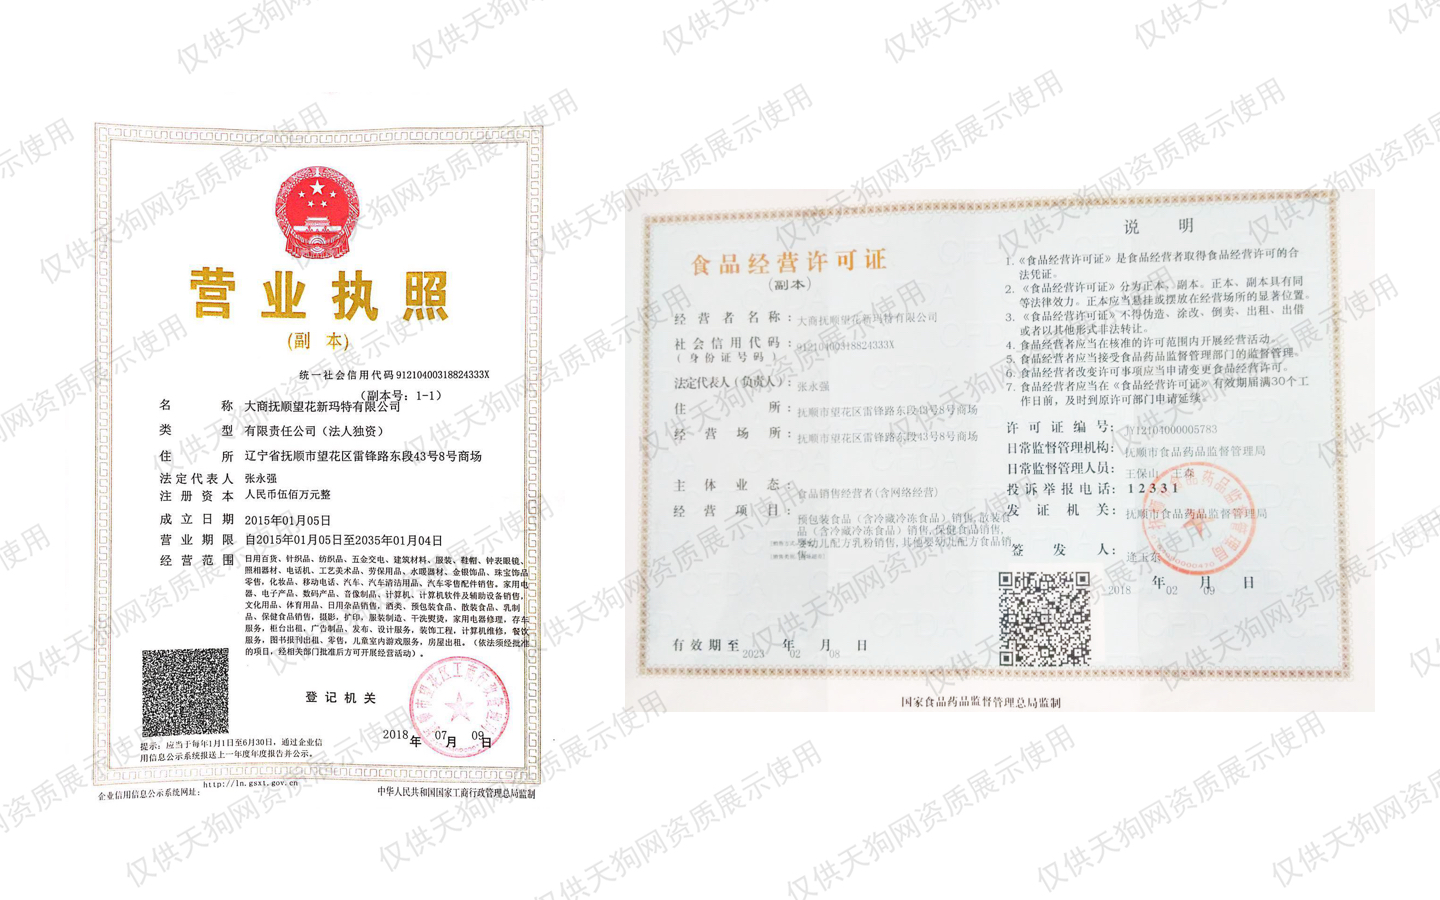 营业执照
(副 本)
统一社会信用代码 91210400318824333X
（副本号：1-1）
名 称 大商抚顺望花新玛特有限公司
类 型 有限责任公司（法人独资）
住 所 辽宁省抚顺市望花区雷锋路东段43号8号商场
法定代表人 张永强
注册资本 人民币伍佰万元整
成立日期 2015年01月05日
营业期限 自2015年01月05日至2035年01月04日
经营范围 日用百货、针织品、纺织品、五金交电、建筑材料、服装、鞋帽、钟表眼镜、
照相器材、电话机、工艺美术品、劳保用品、水暖器材、金银饰品、珠宝饰品
零售，化妆品、移动电话、汽车、汽车清洁用品、汽车零售配件销售。家用电
器、电子产品、数码产品、音像制品、计算机、计算机软件及辅助设备销售，
文化用品、体育用品、日用杂品销售，酒类、预包装食品、散装食品、乳制
品、保健食品销售，摄影，扩印，服装制造、干洗熨烫，家用电器修理，存车
服务，柜台出租，广告制品、发布、设计服务，装饰工程，计算机维修，餐饮
服务，图书报刊出租、零售，儿童室内游戏服务，房屋出租。（依法须经批准
的项目，经相关部门批准后方可开展经营活动）。
登记机关
2018年07月09日
提示：应当于每年1月1日至6月30日，通过企业信
用信息公示系统报送上一年度年度报告并公示。
http://ln.gsxt.gov.cn
企业信用信息公示系统网址：
中华人民共和国国家工商行政管理总局监制
食品经营许可证
(副本)
经营者名称：大商抚顺望花新玛特有限公司
社会信用代码：91210400318824333X
(身份证号码)
法定代表人(负责人)：张永强
住 所：抚顺市望花区雷锋路东段43号8号商场
经营场所：抚顺市望花区雷锋路东段43号8号商场
主体业态：食品销售经营者(含网络经营)
经营项目：预包装食品（含冷藏冷冻食品）销售,散装食
品（含冷藏冷冻食品）销售,保健食品销售,
婴幼儿配方乳粉销售,其他婴幼儿配方食品销
售
有效期至 2023 年 02 月 08 日
说 明
1.《食品经营许可证》是食品经营者取得食品经营许可的合
法凭证。
2.《食品经营许可证》分为正本、副本。正本、副本具有同
等法律效力。正本应当悬挂或摆放在经营场所的显著位置。
3.《食品经营许可证》不得伪造、涂改、倒卖、出租、出借
或者以其他形式非法转让。
4.食品经营者应当在核准的许可范围内开展经营活动。
5.食品经营者应当接受食品药品监督管理部门的监督管理。
6.食品经营者改变许可事项应当申请变更食品经营许可。
7.食品经营者应当在《食品经营许可证》有效期届满30个工
作日前，及时到原许可部门申请延续。
许可证编号：JY12104000005783
日常监督管理机构：抚顺市食品药品监督管理局
日常监督管理人员：王保山 王森
投诉举报电话：12331
发证机关：抚顺市食品药品监督管理局
签发人：逄玉东
2018 年 02 月 09 日
国家食品药品监督管理总局监制
仅供天狗网资质展示使用